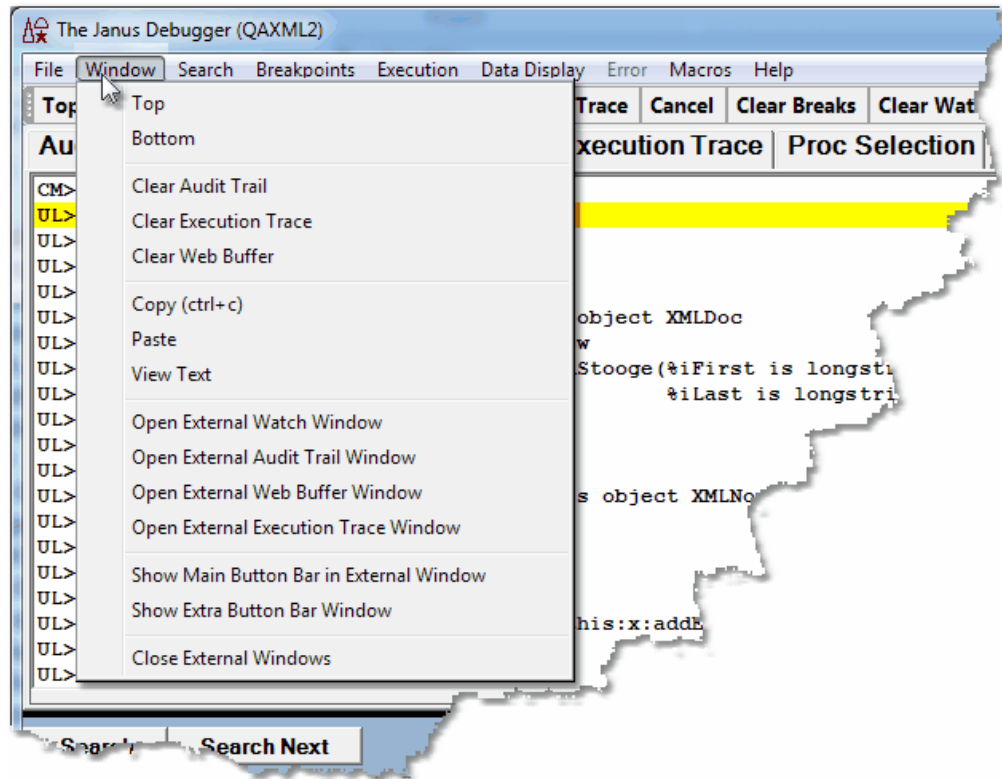 The Janus Debugger (QAXML2)
File Window Search Breakpoints Execution Data Display Error Macros Help
Top Trace Cancel Clear Breaks Clear Wat
Au xecution Trace Proc Selection
Top
Bottom
Clear Audit Trail
Clear Execution Trace
Clear Web Buffer
Copy (ctrl+c)
Paste
View Text
Open External Watch Window
Open External Audit Trail Window
Open External Web Buffer Window
Open External Execution Trace Window
Show Main Button Bar in External Window
Show Extra Button Bar Window
Close External Windows
CM>
UL>
UL>
UL>
UL>
UL> object XMLDoc
UL> w
UL> Stooge(%iFirst is longstri
UL> %iLast is longstri
UL>
UL>
UL>
UL> s object XMLNo
UL>
UL>
UL>
UL>
UL> his:x:addE
UL>
UL>
Search Search Next